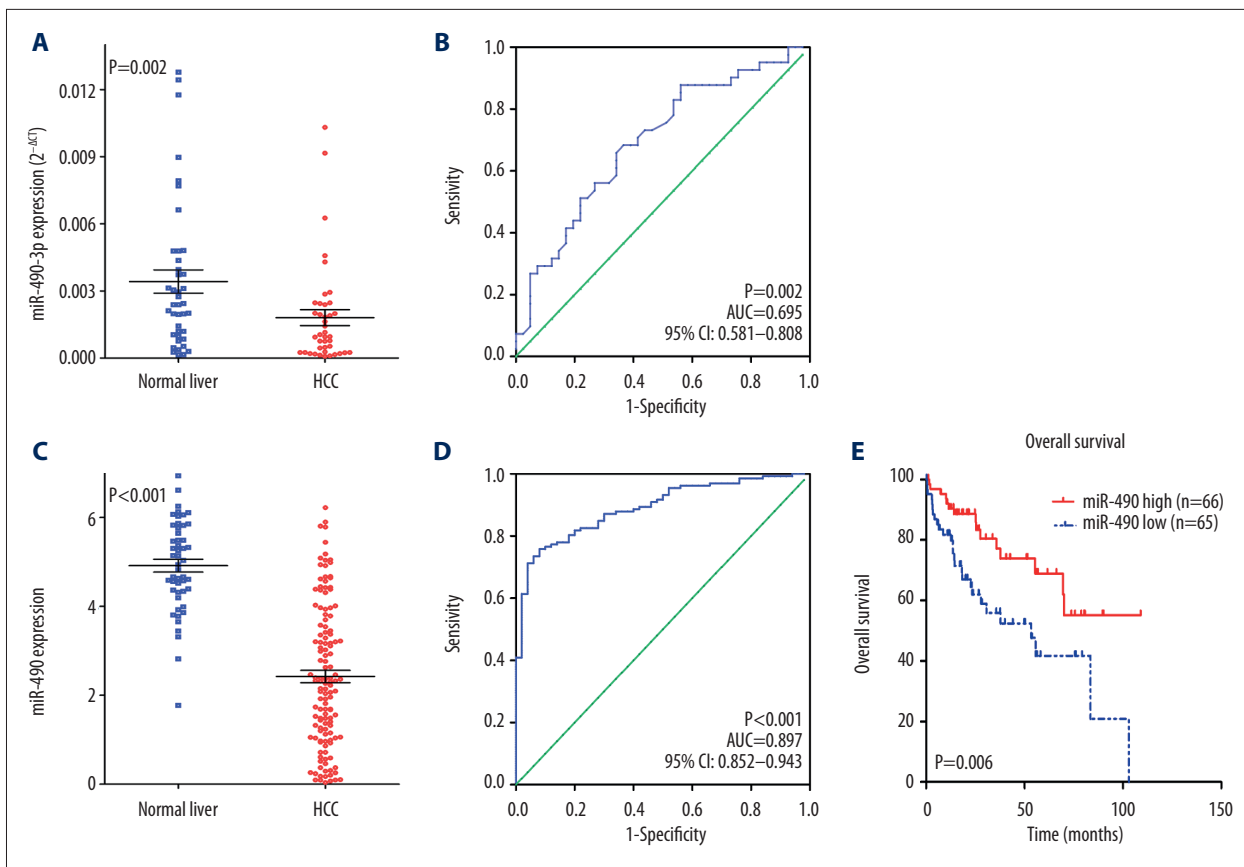 A
P=0.002
miR-490-3p expression (2^−ΔCT)
0.012
0.009
0.006
0.003
0.000
Normal liver
HCC
B
Sensivity
1.0
0.8
0.6
0.4
0.2
0.0
P=0.002
AUC=0.695
95% CI: 0.581–0.808
0.0
0.2
0.4
0.6
0.8
1.0
1-Specificity
C
P<0.001
miR-490 expression
6
4
2
0
Normal liver
HCC
D
Sensivity
1.0
0.8
0.6
0.4
0.2
0.0
P<0.001
AUC=0.897
95% CI: 0.852–0.943
0.0
0.2
0.4
0.6
0.8
1.0
1-Specificity
E
Overall survival
Overall survival
100
80
60
40
20
0
miR-490 high (n=66)
miR-490 low (n=65)
P=0.006
0
50
100
150
Time (months)